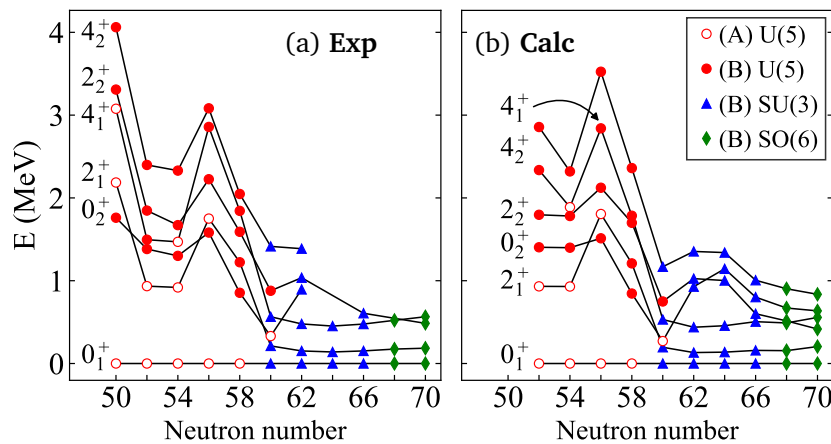 (a) Exp
E (MeV)
4
3
2
1
0
4₂⁺
2₂⁺
4₁⁺
2₁⁺
0₂⁺
0₁⁺
50 54 58 62 66 70
Neutron number
(b) Calc
(A) U(5)
(B) U(5)
(B) SU(3)
(B) SO(6)
4₁⁺
4₂⁺
2₂⁺
0₂⁺
2₁⁺
0₁⁺
50 54 58 62 66 70
Neutron number